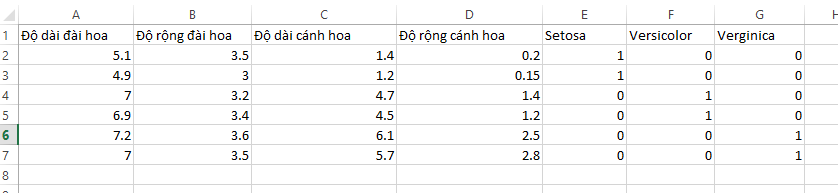 A B C D E F G H
1 Độ dài đài hoa Độ rộng đài hoa Độ dài cánh hoa Độ rộng cánh hoa Setosa Versicolor Verginica
2 5.1 3.5 1.4 0.2 1 0 0
3 4.9 3 1.2 0.15 1 0 0
4 7 3.2 4.7 1.4 0 1 0
5 6.9 3.4 4.5 1.2 0 1 0
6 7.2 3.6 6.1 2.5 0 0 1
7 7 3.5 5.7 2.8 0 0 1
8